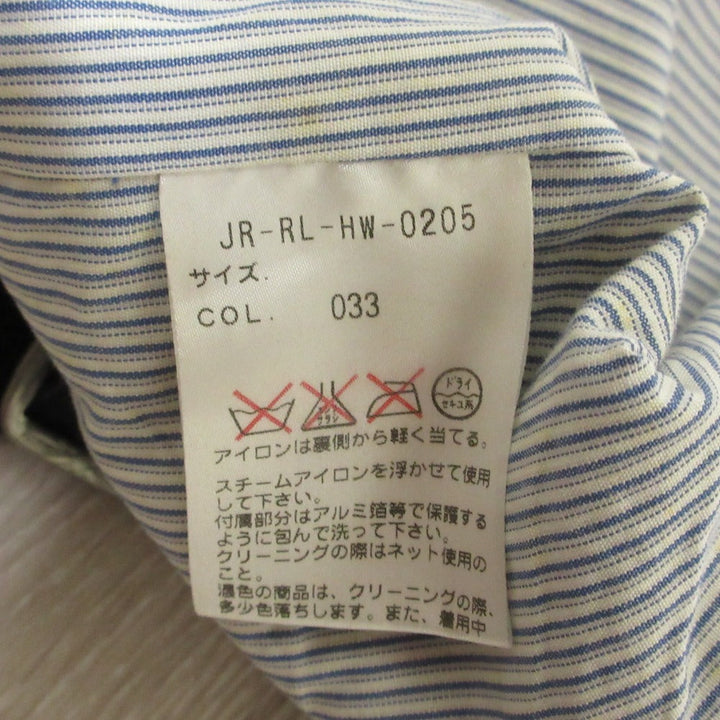 JR-RL-HW-0205
サイズ.
COL. 033
ドライ
セキユ系
アイロンは裏側から軽く当てる。
スチームアイロンを浮かせて使用
して下さい。
付属部分はアルミ箔等で保護する
ように包んで洗って下さい。
クリーニングの際はネット使用の
こと。
濃色の商品は、クリーニングの際、
多少色落ちします。また、着用中